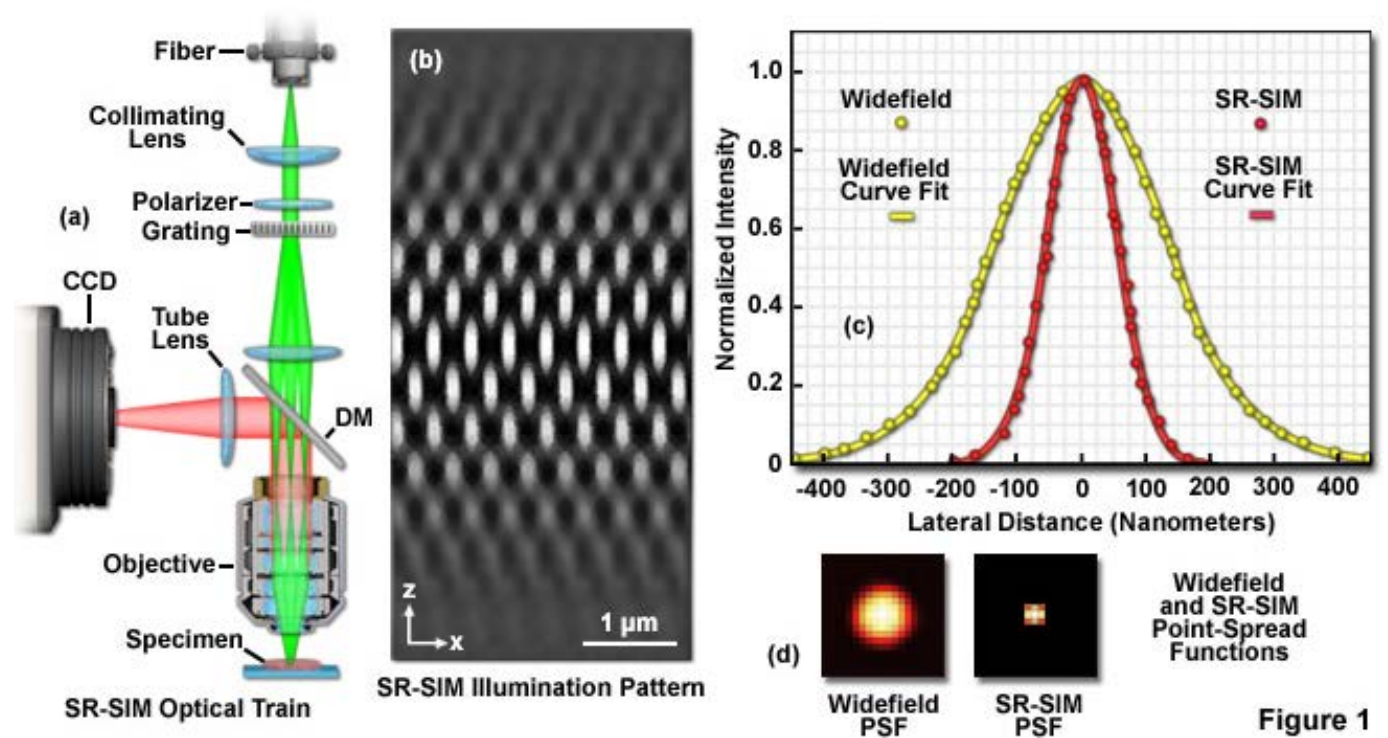 Fiber
Collimating
Lens
Polarizer
(a)
Grating
CCD
Tube
Lens
DM
Objective
Specimen
SR-SIM Optical Train
(b)
z
x
1 µm
SR-SIM Illumination Pattern
Normalized Intensity
1.0
0.8
0.6
0.4
0.2
0
Widefield
SR-SIM
Widefield
Curve Fit
SR-SIM
Curve Fit
(c)
-400 -300 -200 -100 0 100 200 300 400
Lateral Distance (Nanometers)
(d)
Widefield
PSF
SR-SIM
PSF
Widefield
and SR-SIM
Point-Spread
Functions
Figure 1